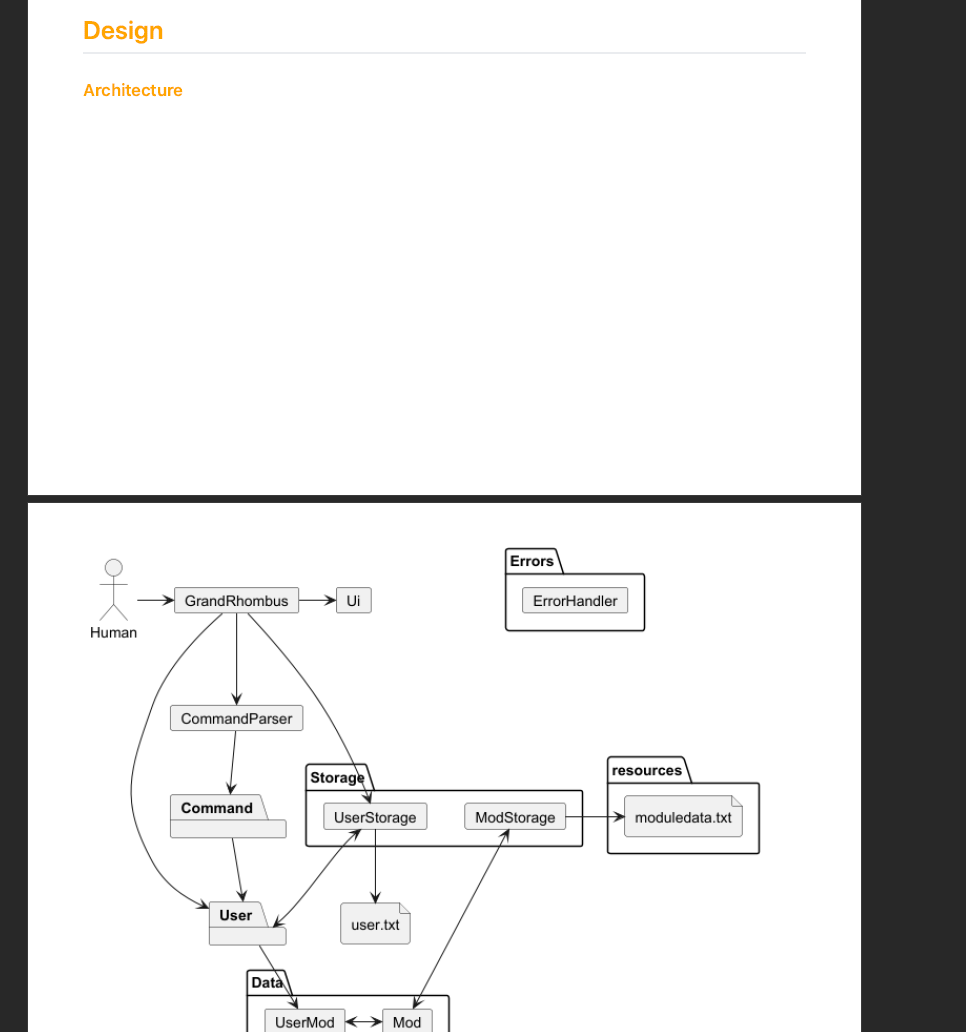 Design
Architecture
Errors
ErrorHandler
GrandRhombus
Ui
Human
CommandParser
Storage
resources
Command
UserStorage
ModStorage
moduledata.txt
User
user.txt
Data
UserMod
Mod